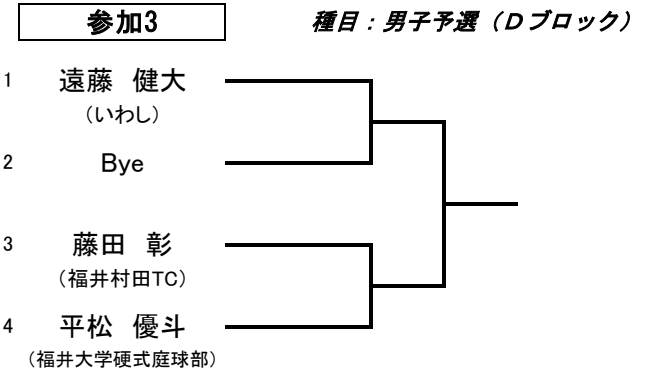 参加3
種目：男子予選（Dブロック）
1 遠藤 健大
（いわし）
2 Bye
3 藤田 彰
（福井村田TC）
4 平松 優斗
（福井大学硬式庭球部）